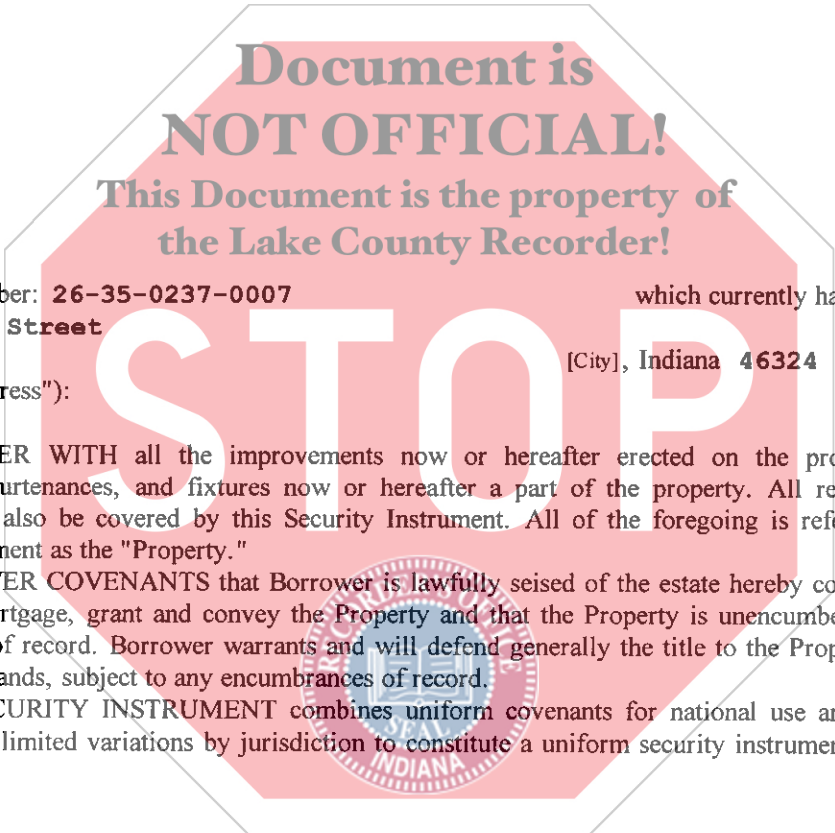 Document is
NOT OFFICIAL!
This Document is the property of
the Lake County Recorder!
ber: 26-35-0237-0007 which currently ha
Street
[City], Indiana 46324
ress"):
STOP
ER WITH all the improvements now or hereafter erected on the pro
urtenances, and fixtures now or hereafter a part of the property. All re
also be covered by this Security Instrument. All of the foregoing is refe
ment as the "Property."
ER COVENANTS that Borrower is lawfully seised of the estate hereby co
rtgage, grant and convey the Property and that the Property is unencumbe
of record. Borrower warrants and will defend generally the title to the Prop
ands, subject to any encumbrances of record.
CURITY INSTRUMENT combines uniform covenants for national use an
limited variations by jurisdiction to constitute a uniform security instrumen
RECORDER'S OFFICE
SEAL
INDIANA